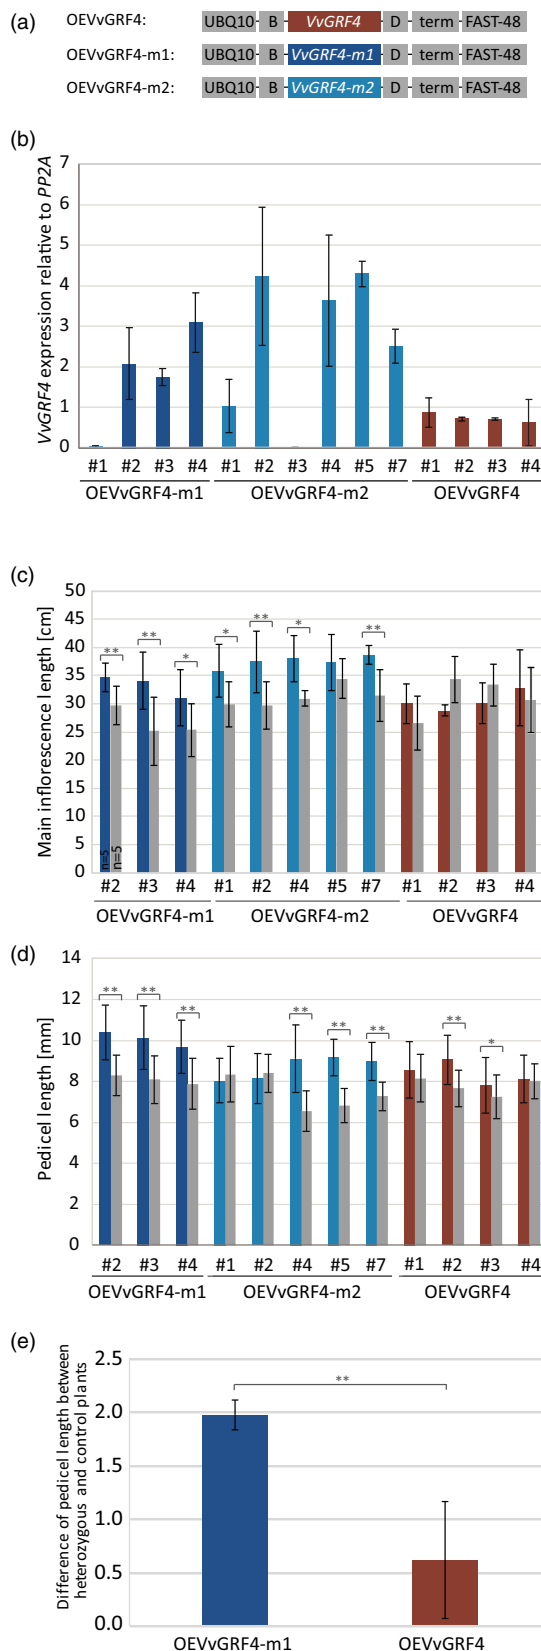 (a)
OEVvGRF4: UBQ10 B VvGRF4 D term FAST-48
OEVvGRF4-m1: UBQ10 B VvGRF4-m1 D term FAST-48
OEVvGRF4-m2: UBQ10 B VvGRF4-m2 D term FAST-48
(b)
VvGRF4 expression relative to PP2A
7
6
5
4
3
2
1
0
#1 #2 #3 #4 #1 #2 #3 #4 #5 #7 #1 #2 #3 #4
OEVvGRF4-m1 OEVvGRF4-m2 OEVvGRF4
(c)
Main inflorescence length [cm]
50
45
40
35
30
25
20
15
10
5
0
** ** * * ** * **
n=5 n=5
#2 #3 #4 #1 #2 #4 #5 #7 #1 #2 #3 #4
OEVvGRF4-m1 OEVvGRF4-m2 OEVvGRF4
(d)
Pedicel length [mm]
14
12
10
8
6
4
2
0
** ** ** ** ** ** ** *
#2 #3 #4 #1 #2 #4 #5 #7 #1 #2 #3 #4
OEVvGRF4-m1 OEVvGRF4-m2 OEVvGRF4
(e)
Difference of pedicel length between
heterozygous and control plants
2.5
2.0
1.5
1.0
0.5
0.0
**
OEVvGRF4-m1 OEVvGRF4